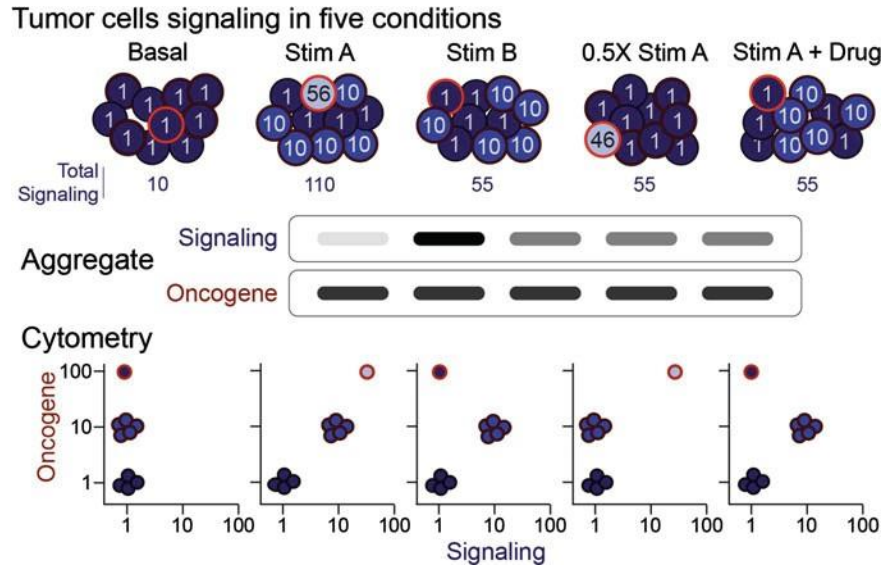 Tumor cells signaling in five conditions
Basal Stim A Stim B 0.5X Stim A Stim A + Drug
1 1 1 1 1 1 1 1 1 1
1 56 10 1 1 10 1 10 10 10 10
1 1 10 1 10 10 1 1 10 10
1 1 1 1 1 46 1 1 1
1 10 10 1 10 10 10 1 1
Total
Signaling
10 110 55 55 55
Signaling
Aggregate
Oncogene
Cytometry
Oncogene
100
10
1
1 10 100 1 10 100 1 10 100 1 10 100 1 10 100
Signaling